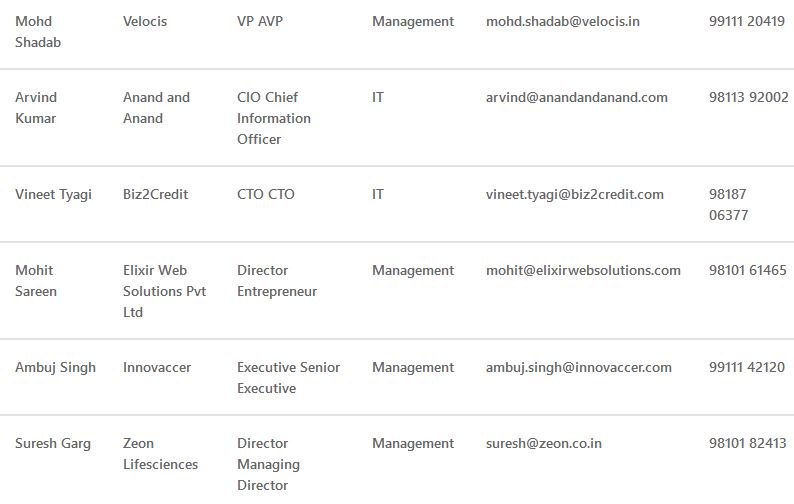 Mohd Velocis VP AVP Management mohd.shadab@velocis.in 99111 20419
Shadab
Arvind Anand and CIO Chief IT arvind@anandandanand.com 98113 92002
Kumar Anand Information
Officer
Vineet Tyagi Biz2Credit CTO CTO IT vineet.tyagi@biz2credit.com 98187
06377
Mohit Elixir Web Director Management mohit@elixirwebsolutions.com 98101 61465
Sareen Solutions Pvt Entrepreneur
Ltd
Ambuj Singh Innovaccer Executive Senior Management ambuj.singh@innovaccer.com 99111 42120
Executive
Suresh Garg Zeon Director Management suresh@zeon.co.in 98101 82413
Lifesciences Managing
Director